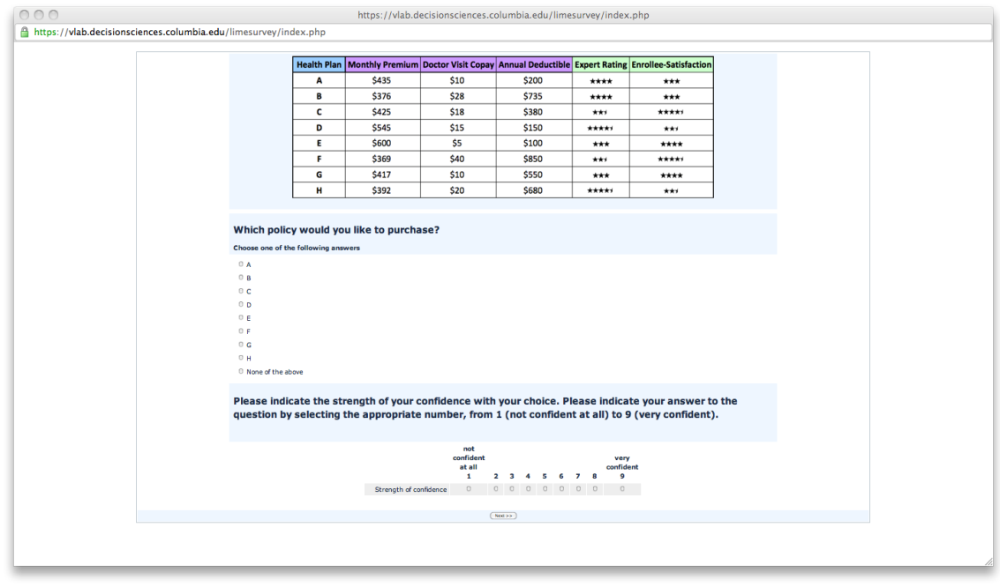 https://vlab.decisionsciences.columbia.edu/limesurvey/index.php
https://vlab.decisionsciences.columbia.edu/limesurvey/index.php
Health Plan Monthly Premium Doctor Visit Copay Annual Deductible Expert Rating Enrollee-Satisfaction
A $435 $10 $200 ★★★★ ★★★
B $376 $28 $735 ★★★★ ★★★
C $425 $18 $380 ★★⯨ ★★★★⯨
D $545 $15 $150 ★★★★⯨ ★★⯨
E $600 $5 $100 ★★★ ★★★★
F $369 $40 $850 ★★⯨ ★★★★⯨
G $417 $10 $550 ★★★ ★★★★
H $392 $20 $680 ★★★★⯨ ★★⯨
Which policy would you like to purchase?
Choose one of the following answers
A
B
C
D
E
F
G
H
None of the above
Please indicate the strength of your confidence with your choice. Please indicate your answer to the
question by selecting the appropriate number, from 1 (not confident at all) to 9 (very confident).
not
confident very
at all confident
1 2 3 4 5 6 7 8 9
Strength of confidence
Next >>